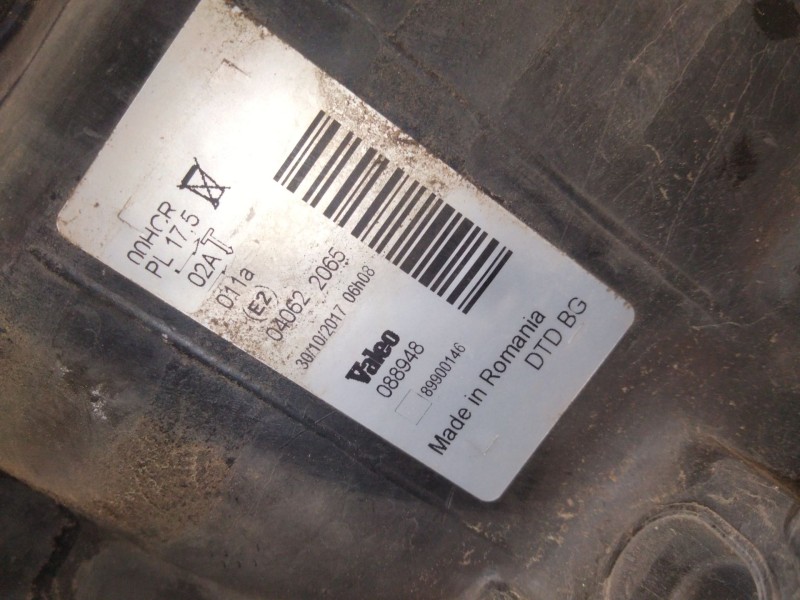 00HCR
PL 17.5
02A
011a
E2
04062 2065
30/10/2017 06h08
Valeo
088948
89900146
Made in Romania
DTD BG